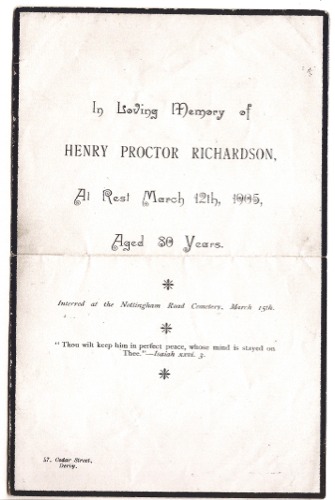 In Loving Memory of
HENRY PROCTOR RICHARDSON,
At Rest March 12th, 1905,
Aged 30 Years.
Interred at the Nottingham Road Cemetery, March 15th.
"Thou wilt keep him in perfect peace, whose mind is stayed on
Thee."—Isaiah xxvi. 3.
57, Cedar Street,
Derby.